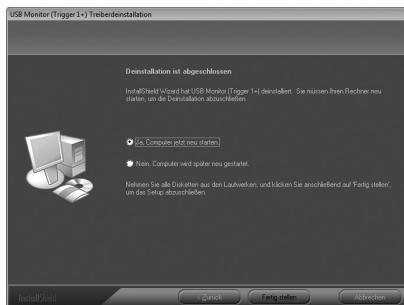 USB Monitor (Trigger 1+) Treiberdeinstallation
Deinstallation ist abgeschlossen
InstallShield Wizard hat USB Monitor (Trigger 1+) deinstalliert. Sie müssen Ihren Rechner neu
starten, um die Deinstallation abzuschließen.
Ja, Computer jetzt neu starten.
Nein, Computer wird später neu gestartet.
Nehmen Sie alle Disketten aus den Laufwerken, und klicken Sie anschließend auf 'Fertig stellen',
um das Setup abzuschließen.
InstallShield
< Zurück Fertig stellen Abbrechen